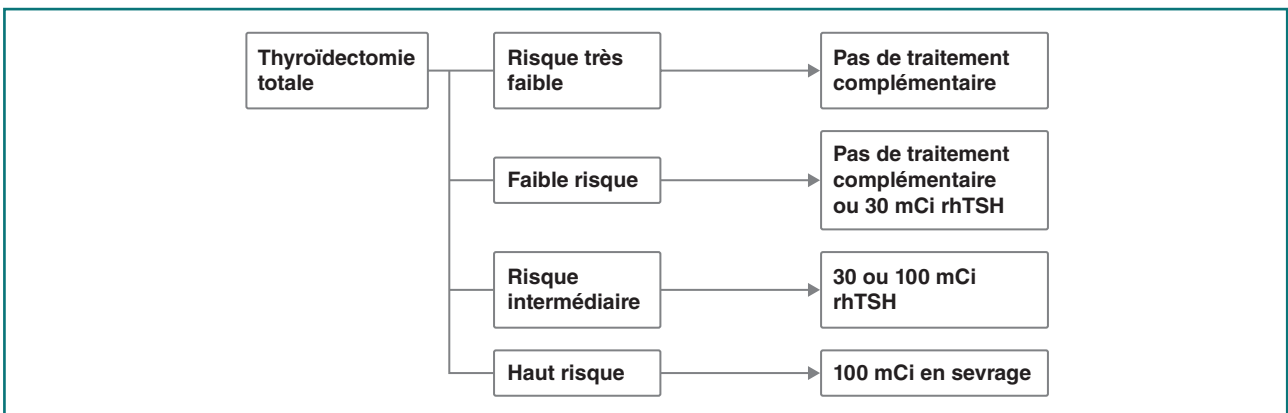 Thyroïdectomie
totale
Risque très
faible
Pas de traitement
complémentaire
Faible risque
Pas de traitement
complémentaire
ou 30 mCi rhTSH
Risque
intermédiaire
30 ou 100 mCi
rhTSH
Haut risque
100 mCi en sevrage